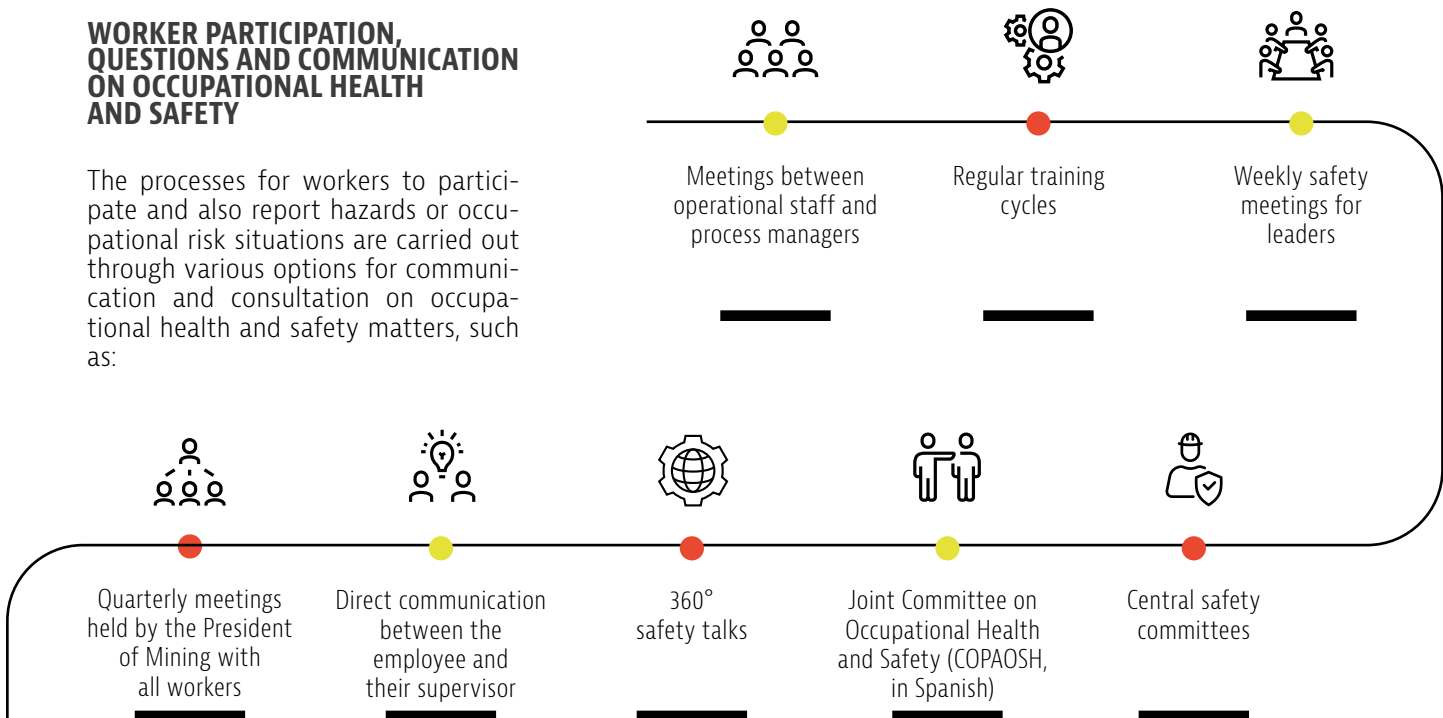 WORKER PARTICIPATION,
QUESTIONS AND COMMUNICATION
ON OCCUPATIONAL HEALTH
AND SAFETY
The processes for workers to partici-
pate and also report hazards or occu-
pational risk situations are carried out
through various options for communi-
cation and consultation on occupa-
tional health and safety matters, such
as:
Meetings between
operational staff and
process managers
Regular training
cycles
Weekly safety
meetings for
leaders
Quarterly meetings
held by the President
of Mining with
all workers
Direct communication
between the
employee and
their supervisor
360°
safety talks
Joint Committee on
Occupational Health
and Safety (COPAOSH,
in Spanish)
Central safety
committees